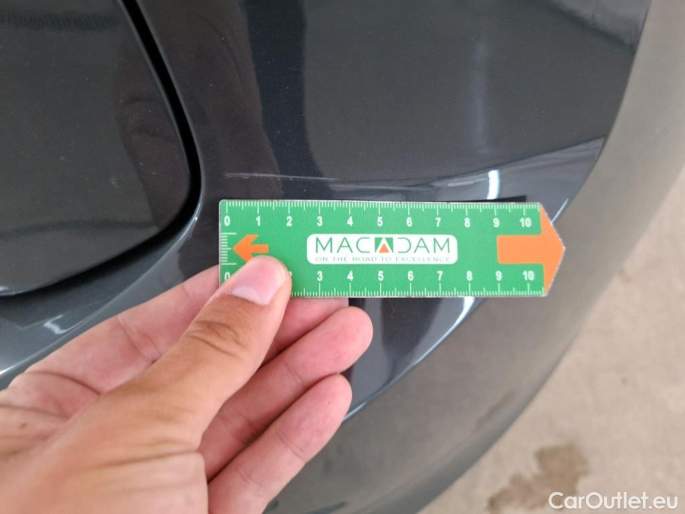 0 1 2 3 4 5 6 7 8 9 10
MACADAM
ON THE ROAD TO EXCELLENCE
0 2 3 4 5 6 7 8 9 10
CarOutlet.eu